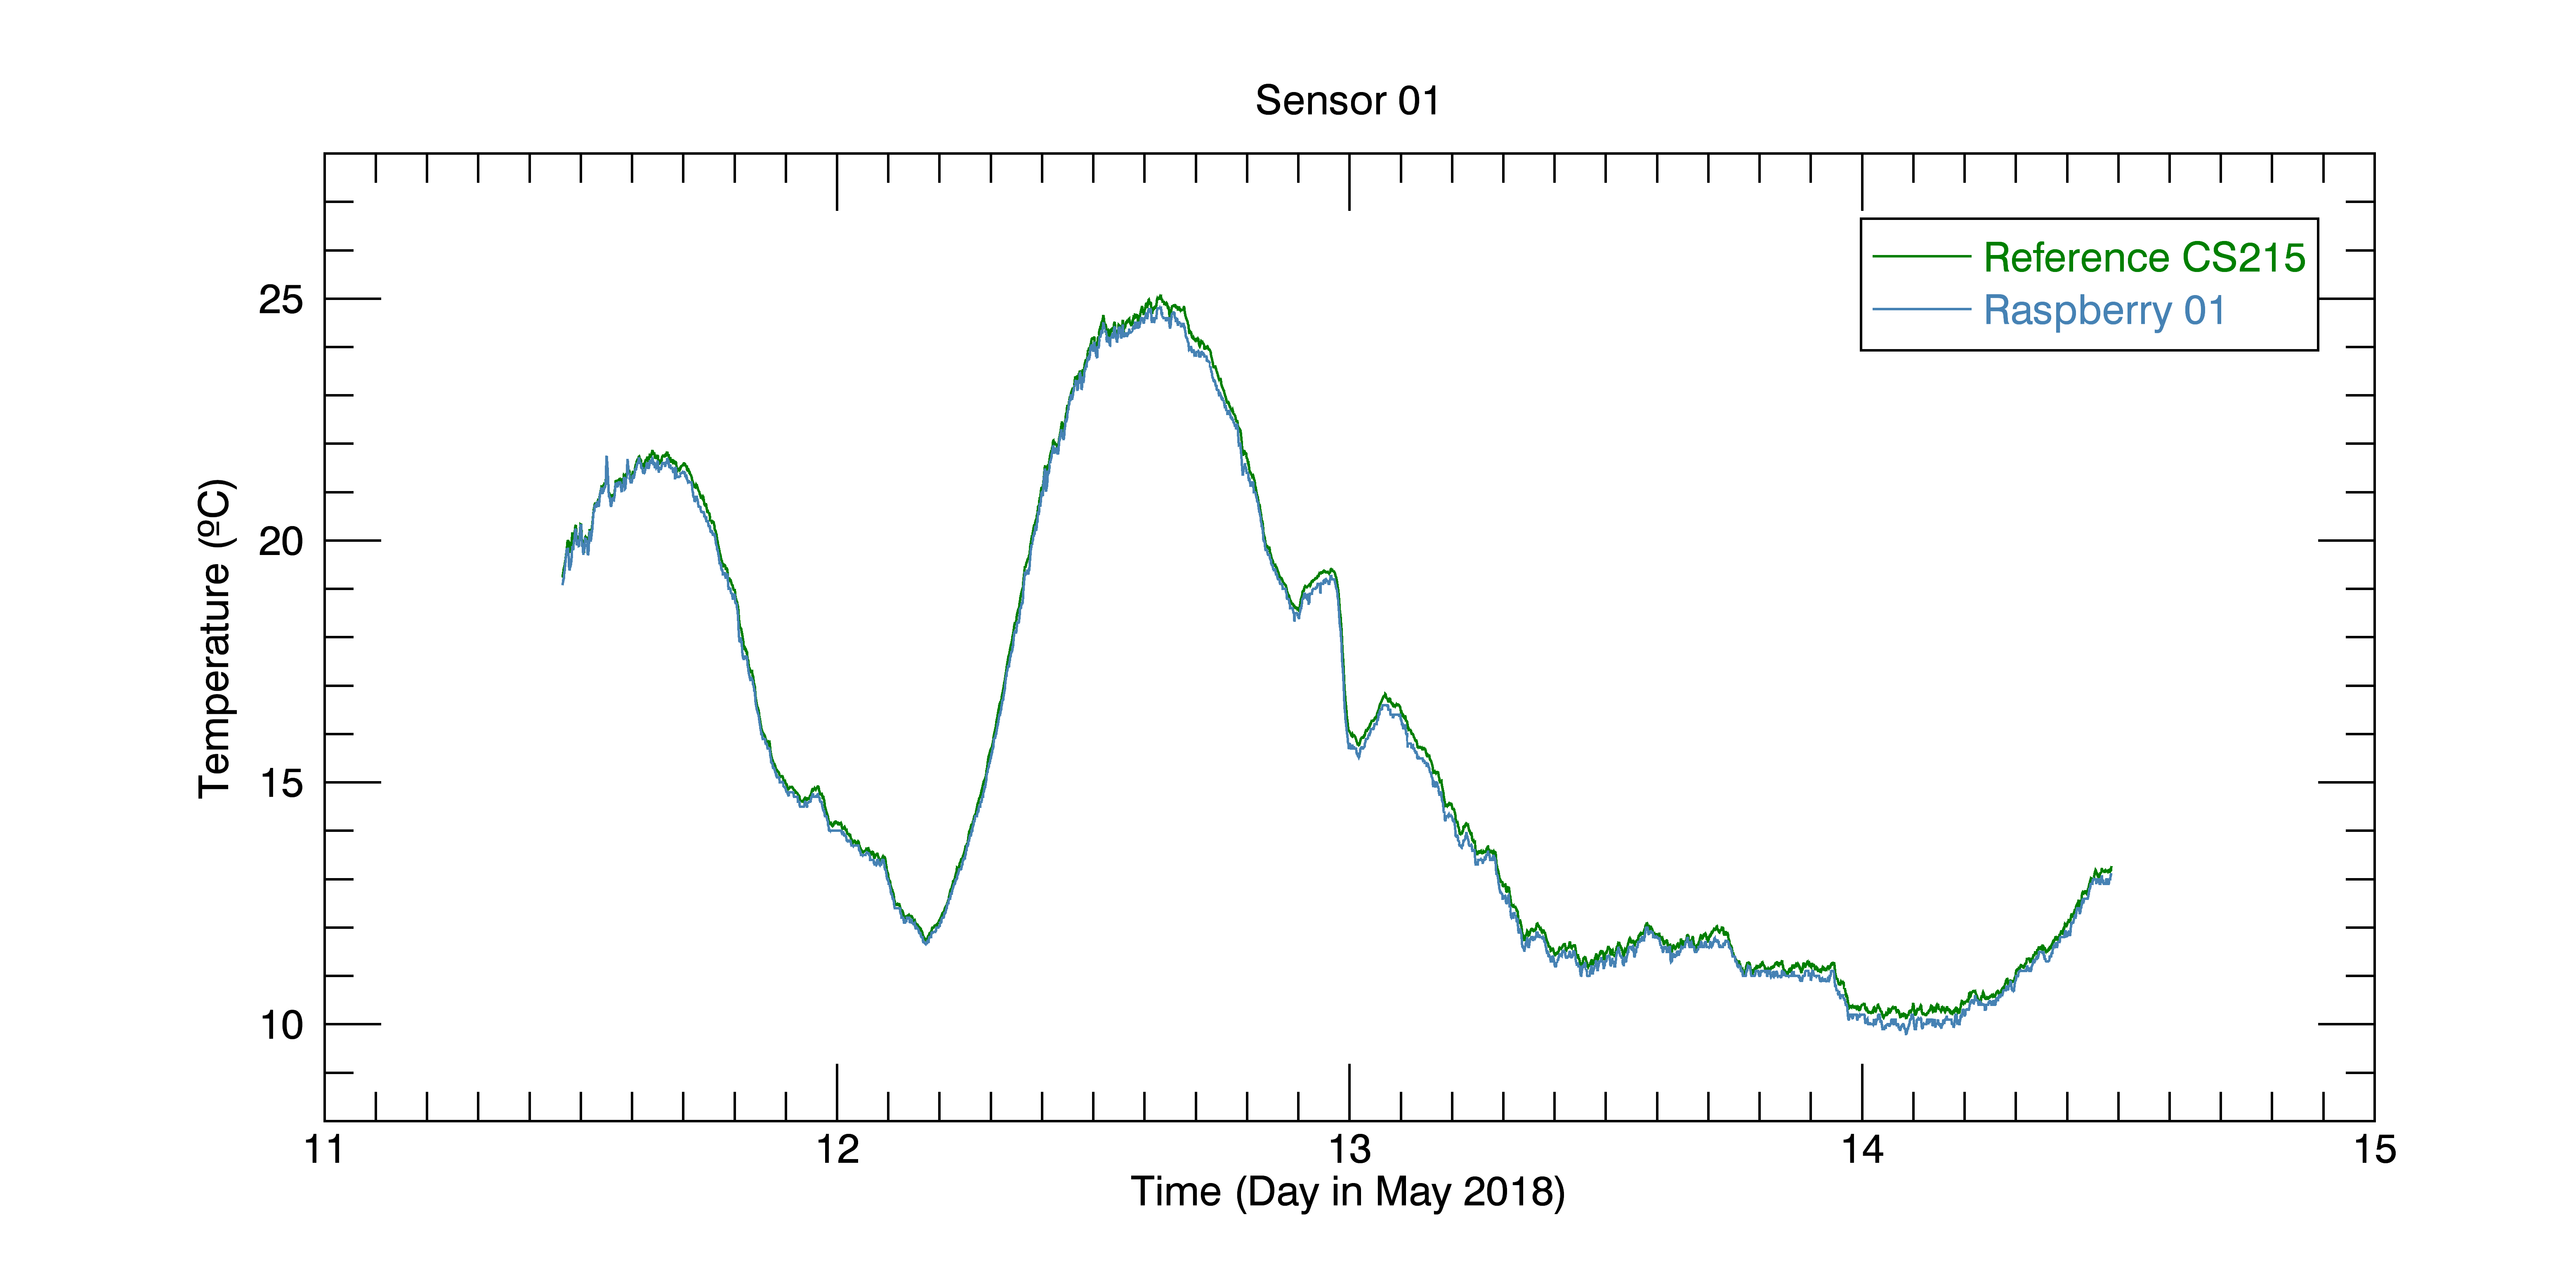 Sensor 01
Reference CS215
Raspberry 01
Temperature (ºC)
25
20
15
10
11 12 13 14 15
Time (Day in May 2018)